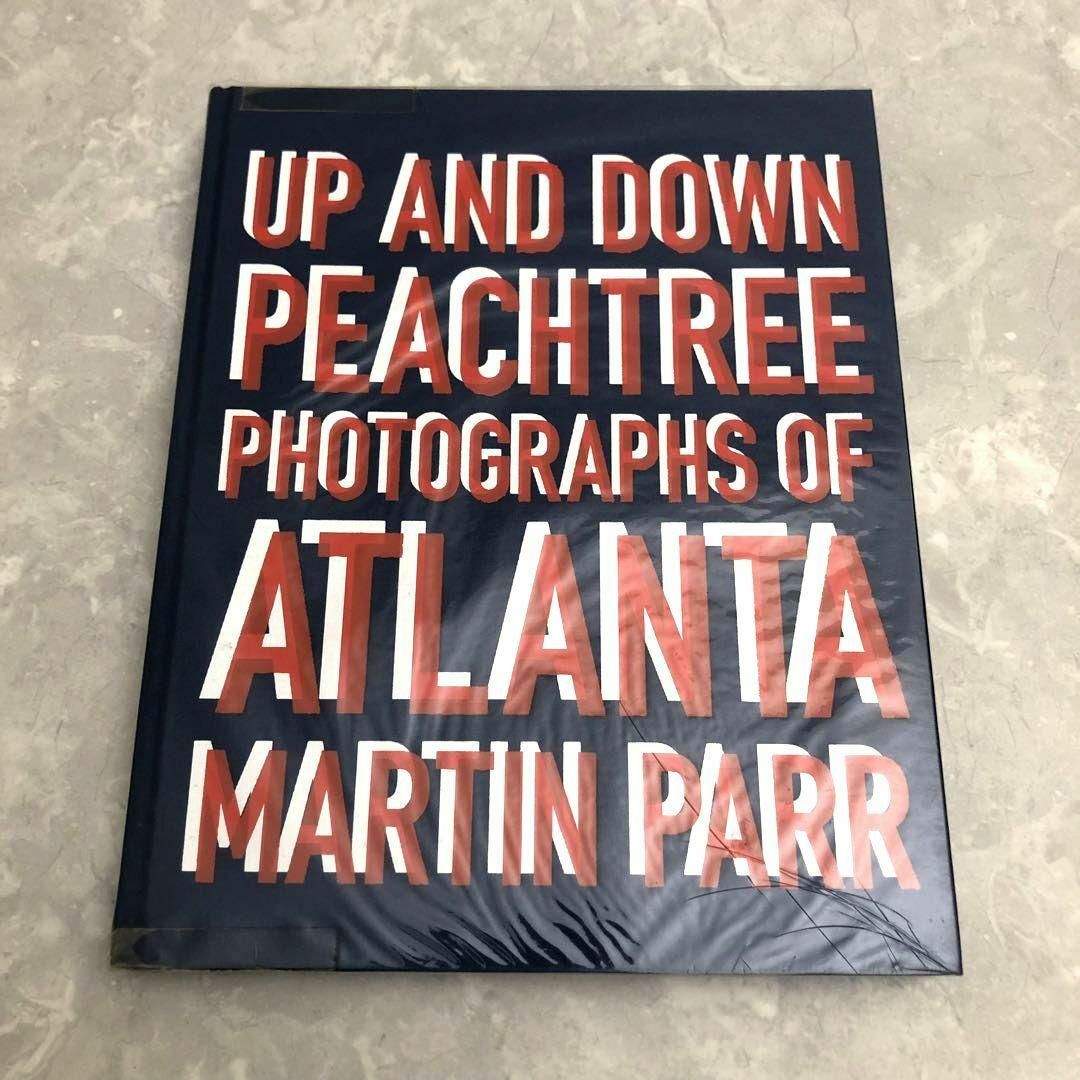 UP AND DOWN
PEACHTREE
PHOTOGRAPHS OF
ATLANTA
MARTIN PARR